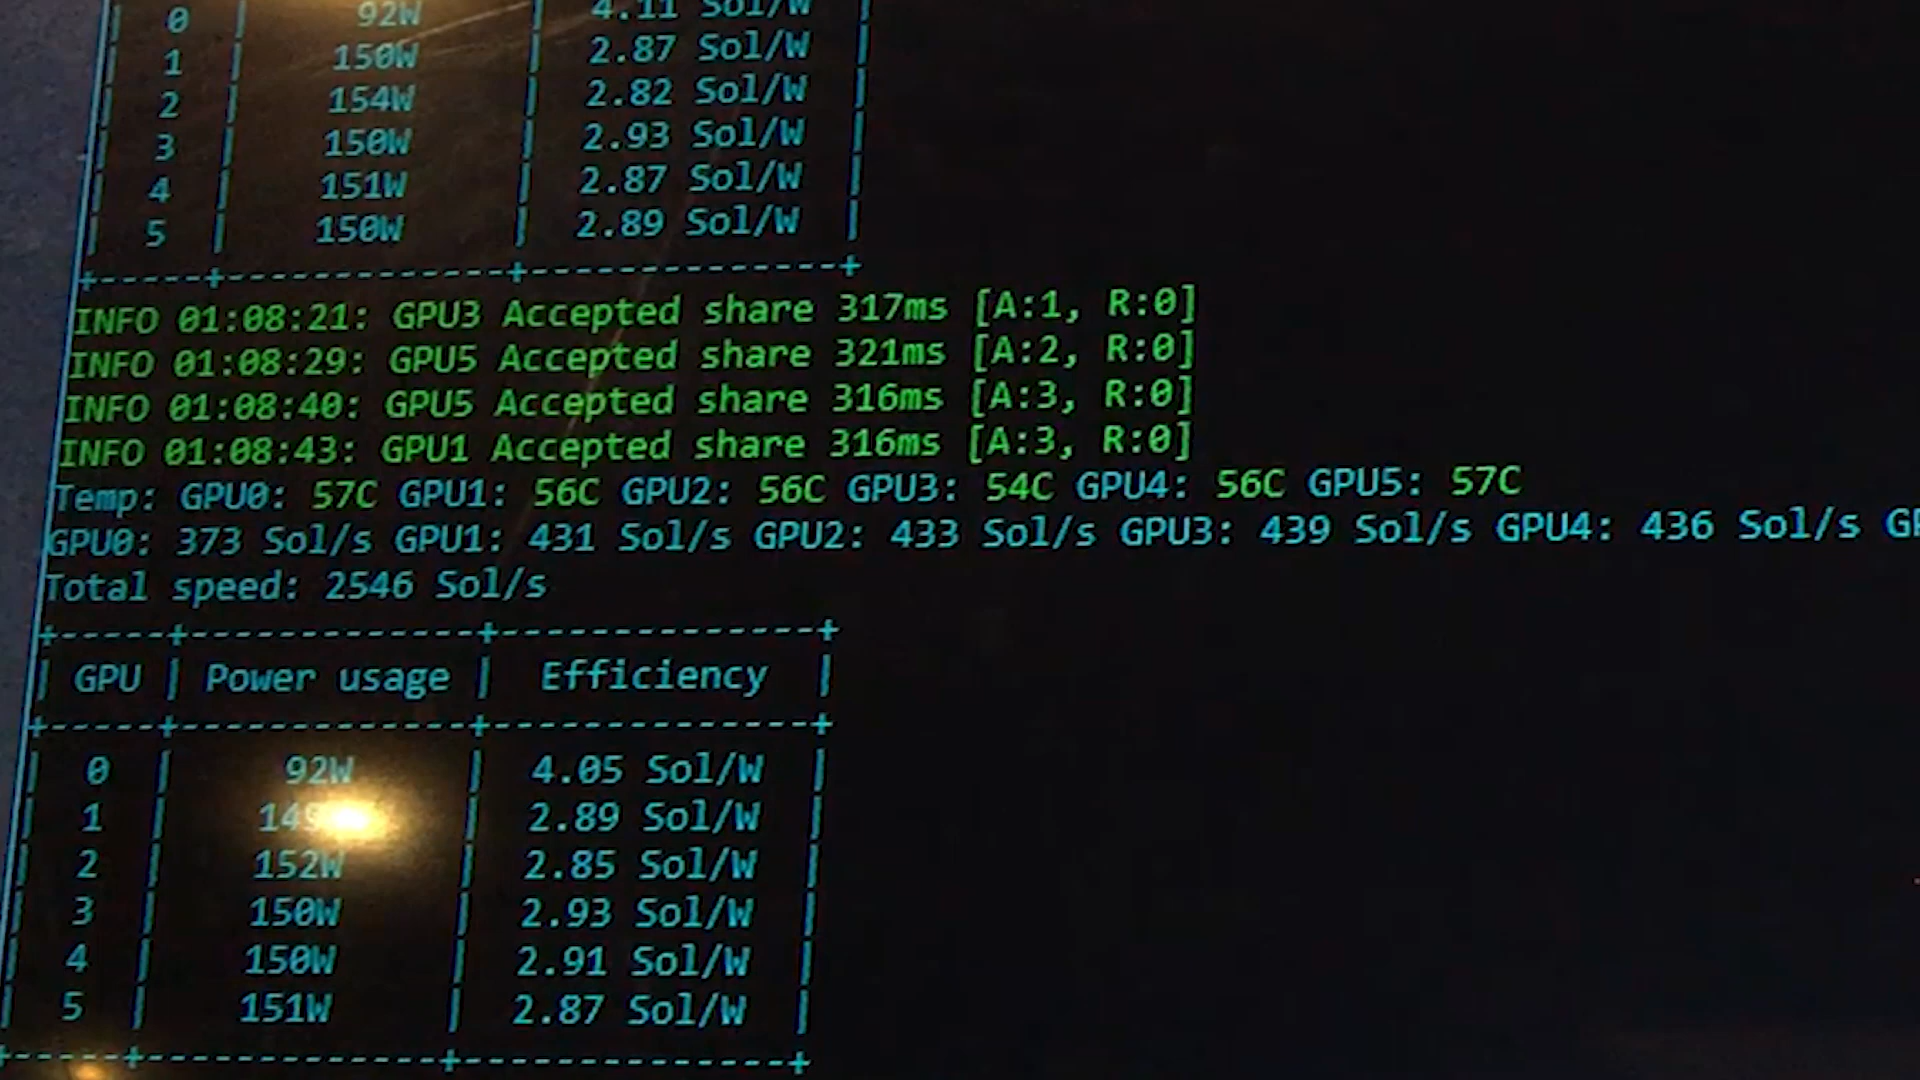 | 0 | 92W | 4.11 Sol/W |
| 1 | 150W | 2.87 Sol/W |
| 2 | 154W | 2.82 Sol/W |
| 3 | 150W | 2.93 Sol/W |
| 4 | 151W | 2.87 Sol/W |
| 5 | 150W | 2.89 Sol/W |
+-----+-------------+--------------+
INFO 01:08:21: GPU3 Accepted share 317ms [A:1, R:0]
INFO 01:08:29: GPU5 Accepted share 321ms [A:2, R:0]
INFO 01:08:40: GPU5 Accepted share 316ms [A:3, R:0]
INFO 01:08:43: GPU1 Accepted share 316ms [A:3, R:0]
Temp: GPU0: 57C GPU1: 56C GPU2: 56C GPU3: 54C GPU4: 56C GPU5: 57C
GPU0: 373 Sol/s GPU1: 431 Sol/s GPU2: 433 Sol/s GPU3: 439 Sol/s GPU4: 436 Sol/s
Total speed: 2546 Sol/s
+-----+-------------+--------------+
| GPU | Power usage | Efficiency |
+-----+-------------+--------------+
| 0 | 92W | 4.05 Sol/W |
| 1 | | 2.89 Sol/W |
| 2 | 152W | 2.85 Sol/W |
| 3 | 150W | 2.93 Sol/W |
| 4 | 150W | 2.91 Sol/W |
| 5 | 151W | 2.87 Sol/W |
+-----+-------------+--------------+